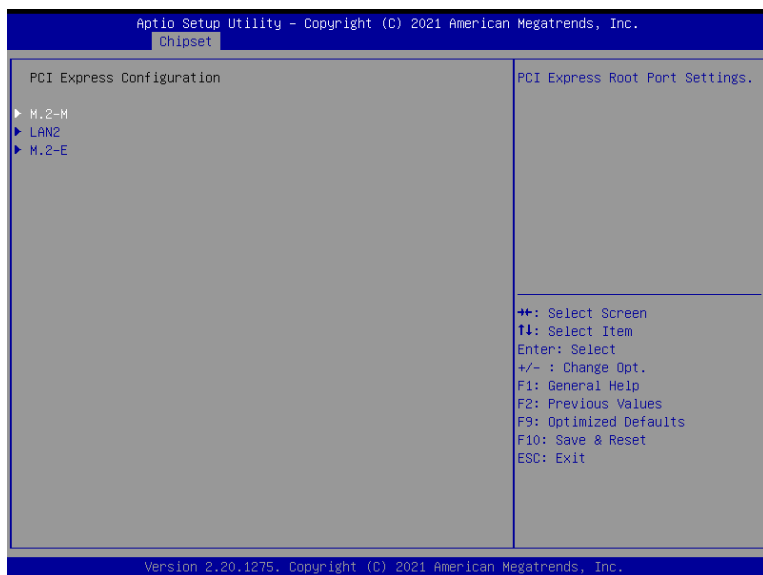 Aptio Setup Utility – Copyright (C) 2021 American Megatrends, Inc.
Chipset
PCI Express Configuration
▶ M.2-M
▶ LAN2
▶ M.2-E
PCI Express Root Port Settings.
→←: Select Screen
↑↓: Select Item
Enter: Select
+/- : Change Opt.
F1: General Help
F2: Previous Values
F9: Optimized Defaults
F10: Save & Reset
ESC: Exit
Version 2.20.1275. Copyright (C) 2021 American Megatrends, Inc.